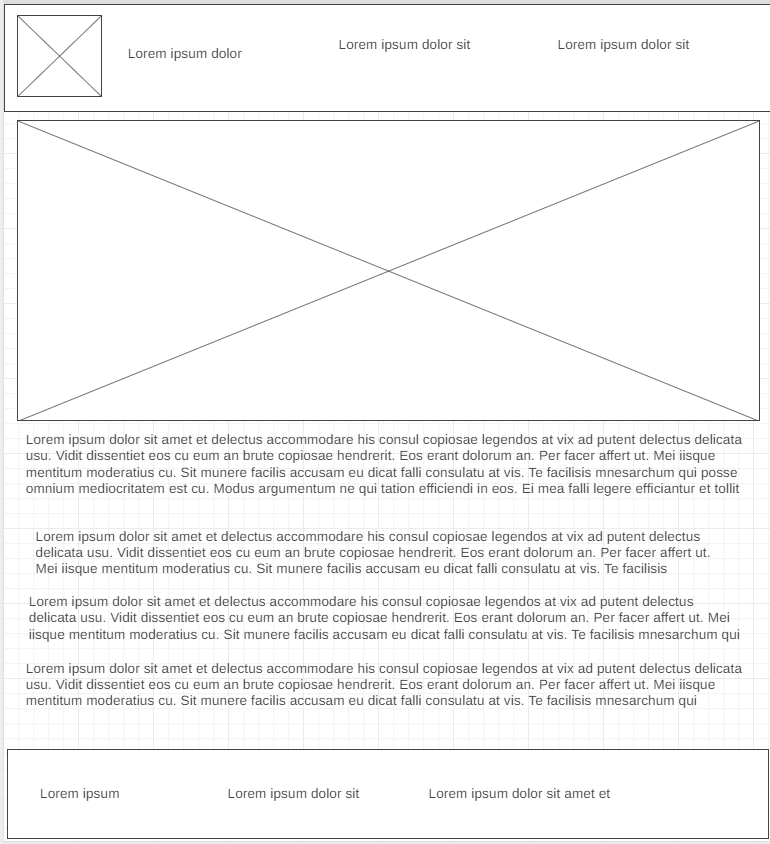 Lorem ipsum dolor
Lorem ipsum dolor sit
Lorem ipsum dolor sit
Lorem ipsum dolor sit amet et delectus accommodare his consul copiosae legendos at vix ad putent delectus delicata
usu. Vidit dissentiet eos cu eum an brute copiosae hendrerit. Eos erant dolorum an. Per facer affert ut. Mei iisque
mentitum moderatius cu. Sit munere facilis accusam eu dicat falli consulatu at vis. Te facilisis mnesarchum qui posse
omnium mediocritatem est cu. Modus argumentum ne qui tation efficiendi in eos. Ei mea falli legere efficiantur et tollit
Lorem ipsum dolor sit amet et delectus accommodare his consul copiosae legendos at vix ad putent delectus
delicata usu. Vidit dissentiet eos cu eum an brute copiosae hendrerit. Eos erant dolorum an. Per facer affert ut.
Mei iisque mentitum moderatius cu. Sit munere facilis accusam eu dicat falli consulatu at vis. Te facilisis
Lorem ipsum dolor sit amet et delectus accommodare his consul copiosae legendos at vix ad putent delectus
delicata usu. Vidit dissentiet eos cu eum an brute copiosae hendrerit. Eos erant dolorum an. Per facer affert ut. Mei
iisque mentitum moderatius cu. Sit munere facilis accusam eu dicat falli consulatu at vis. Te facilisis mnesarchum qui
Lorem ipsum dolor sit amet et delectus accommodare his consul copiosae legendos at vix ad putent delectus delicata
usu. Vidit dissentiet eos cu eum an brute copiosae hendrerit. Eos erant dolorum an. Per facer affert ut. Mei iisque
mentitum moderatius cu. Sit munere facilis accusam eu dicat falli consulatu at vis. Te facilisis mnesarchum qui
Lorem ipsum
Lorem ipsum dolor sit
Lorem ipsum dolor sit amet et